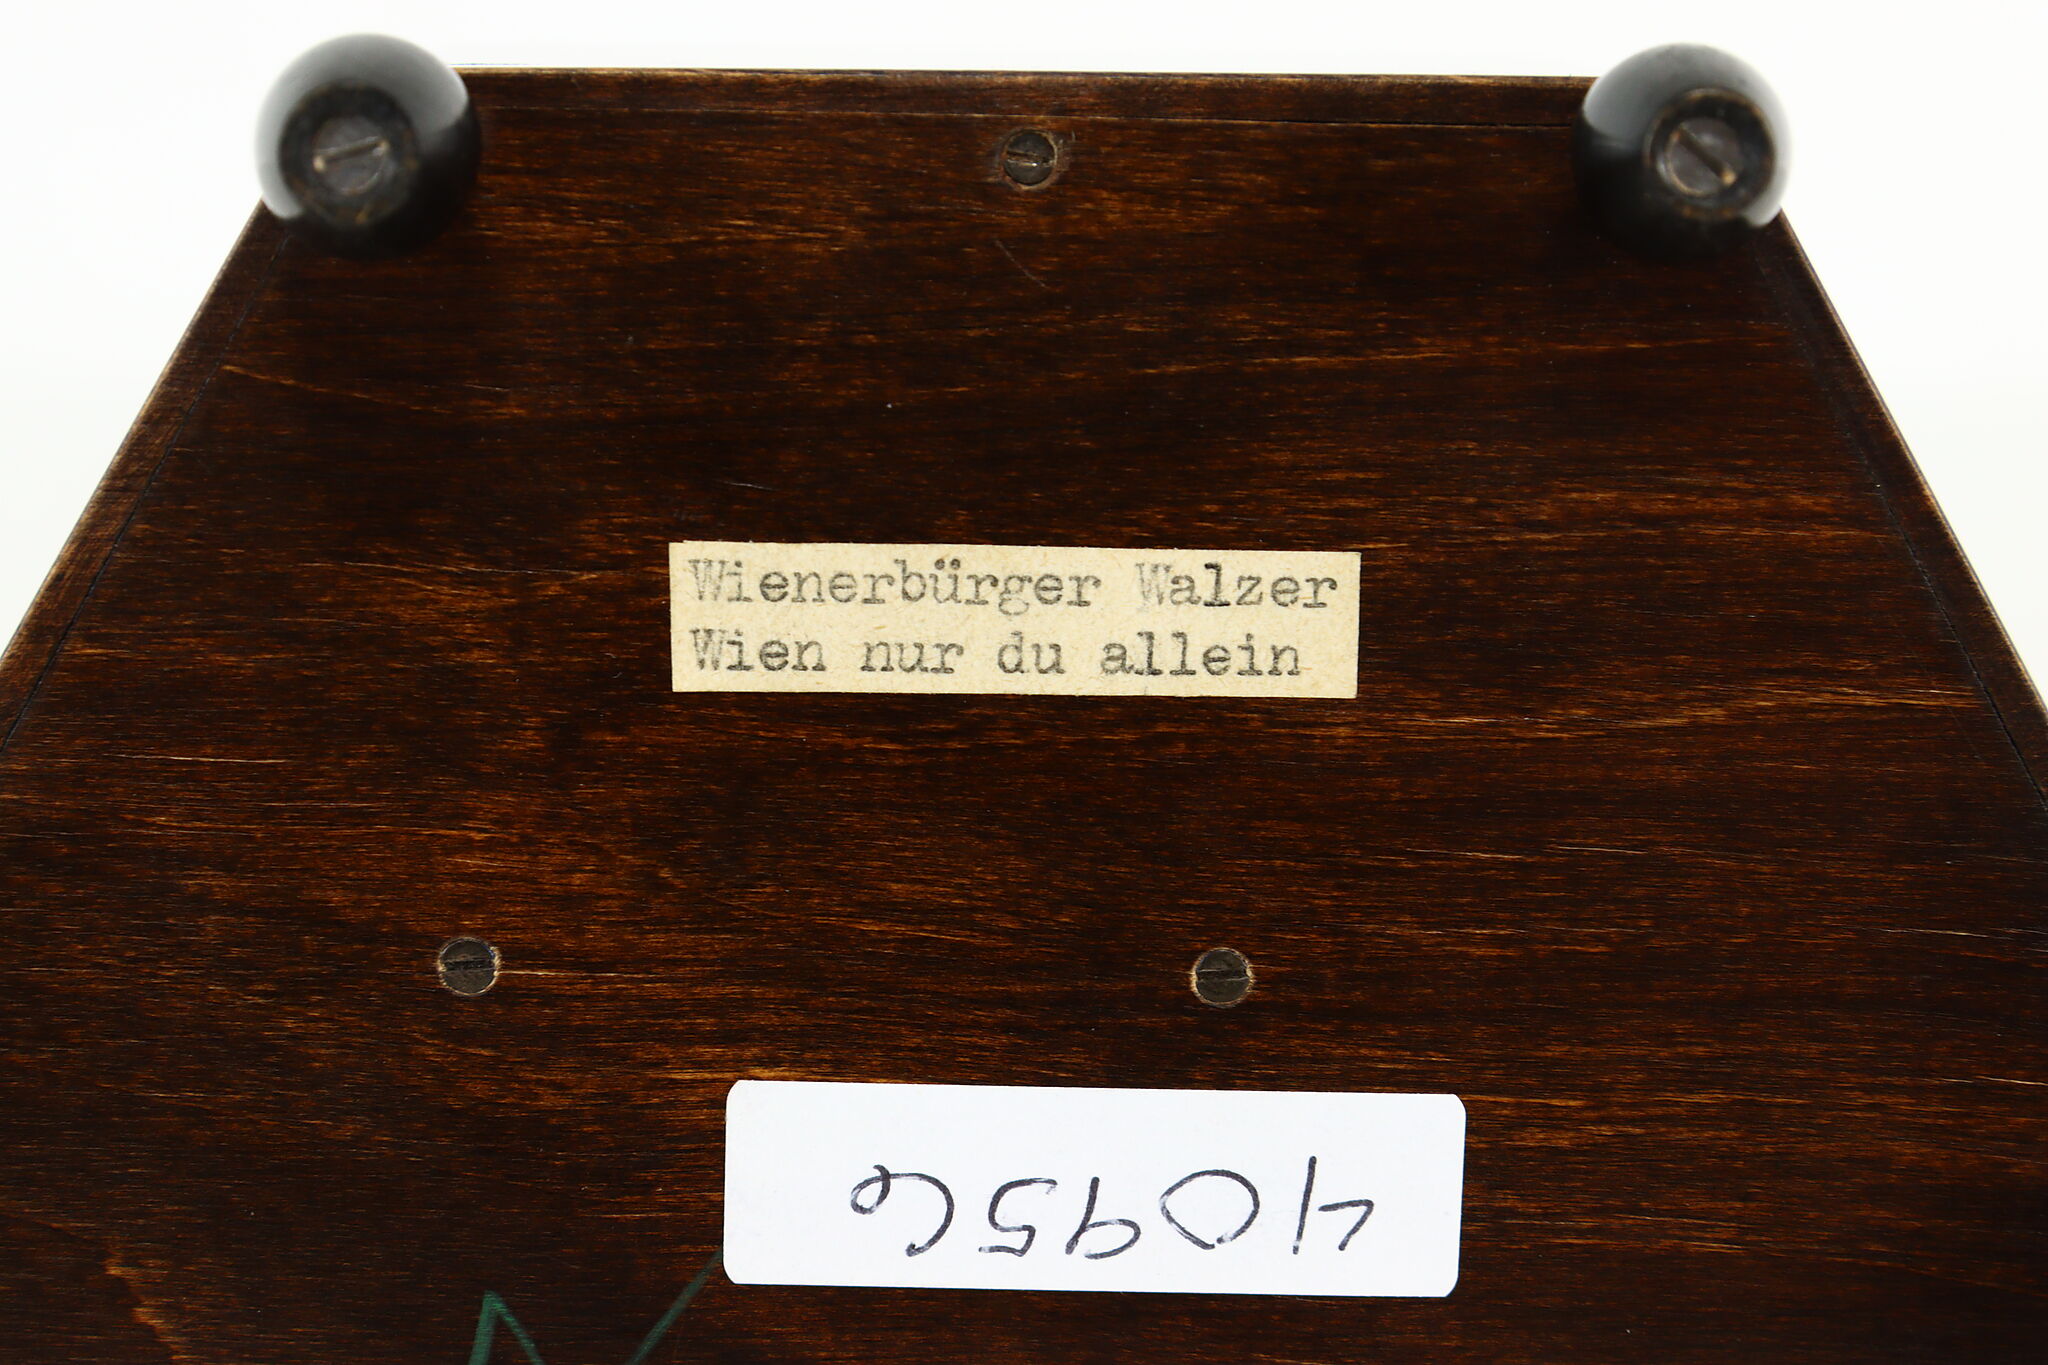 Wienerbürger Walzer
Wien nur du allein
40956